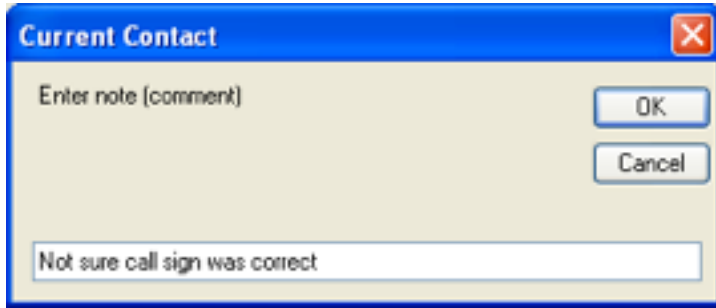 Current Contact
Enter note (comment)
OK
Cancel
Not sure call sign was correct